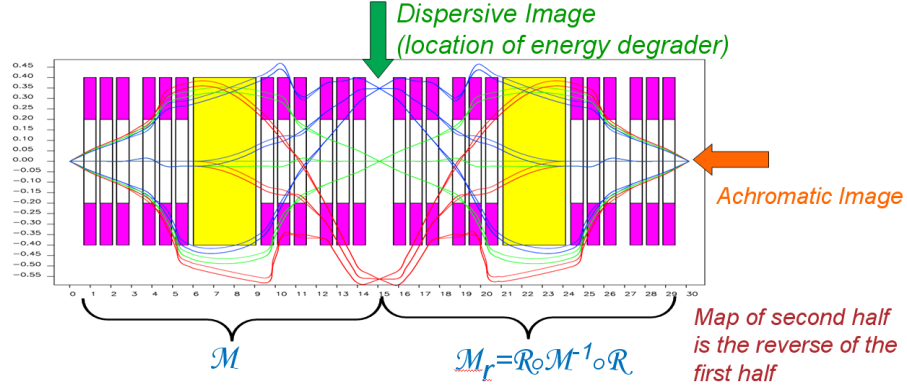 Dispersive Image
(location of energy degrader)
0.45
0.40
0.35
0.30
0.25
0.20
0.15
0.10
0.05
0.00
−0.05
−0.10
−0.15
−0.20
−0.25
−0.30
−0.35
−0.40
−0.45
−0.50
−0.55
Achromatic Image
0 1 2 3 4 5 6 7 8 9 10 11 12 13 14 15 16 17 18 19 20 21 22 23 24 25 26 27 28 29 30
M
Mr=R○M-1○R
Map of second half
is the reverse of the
first half